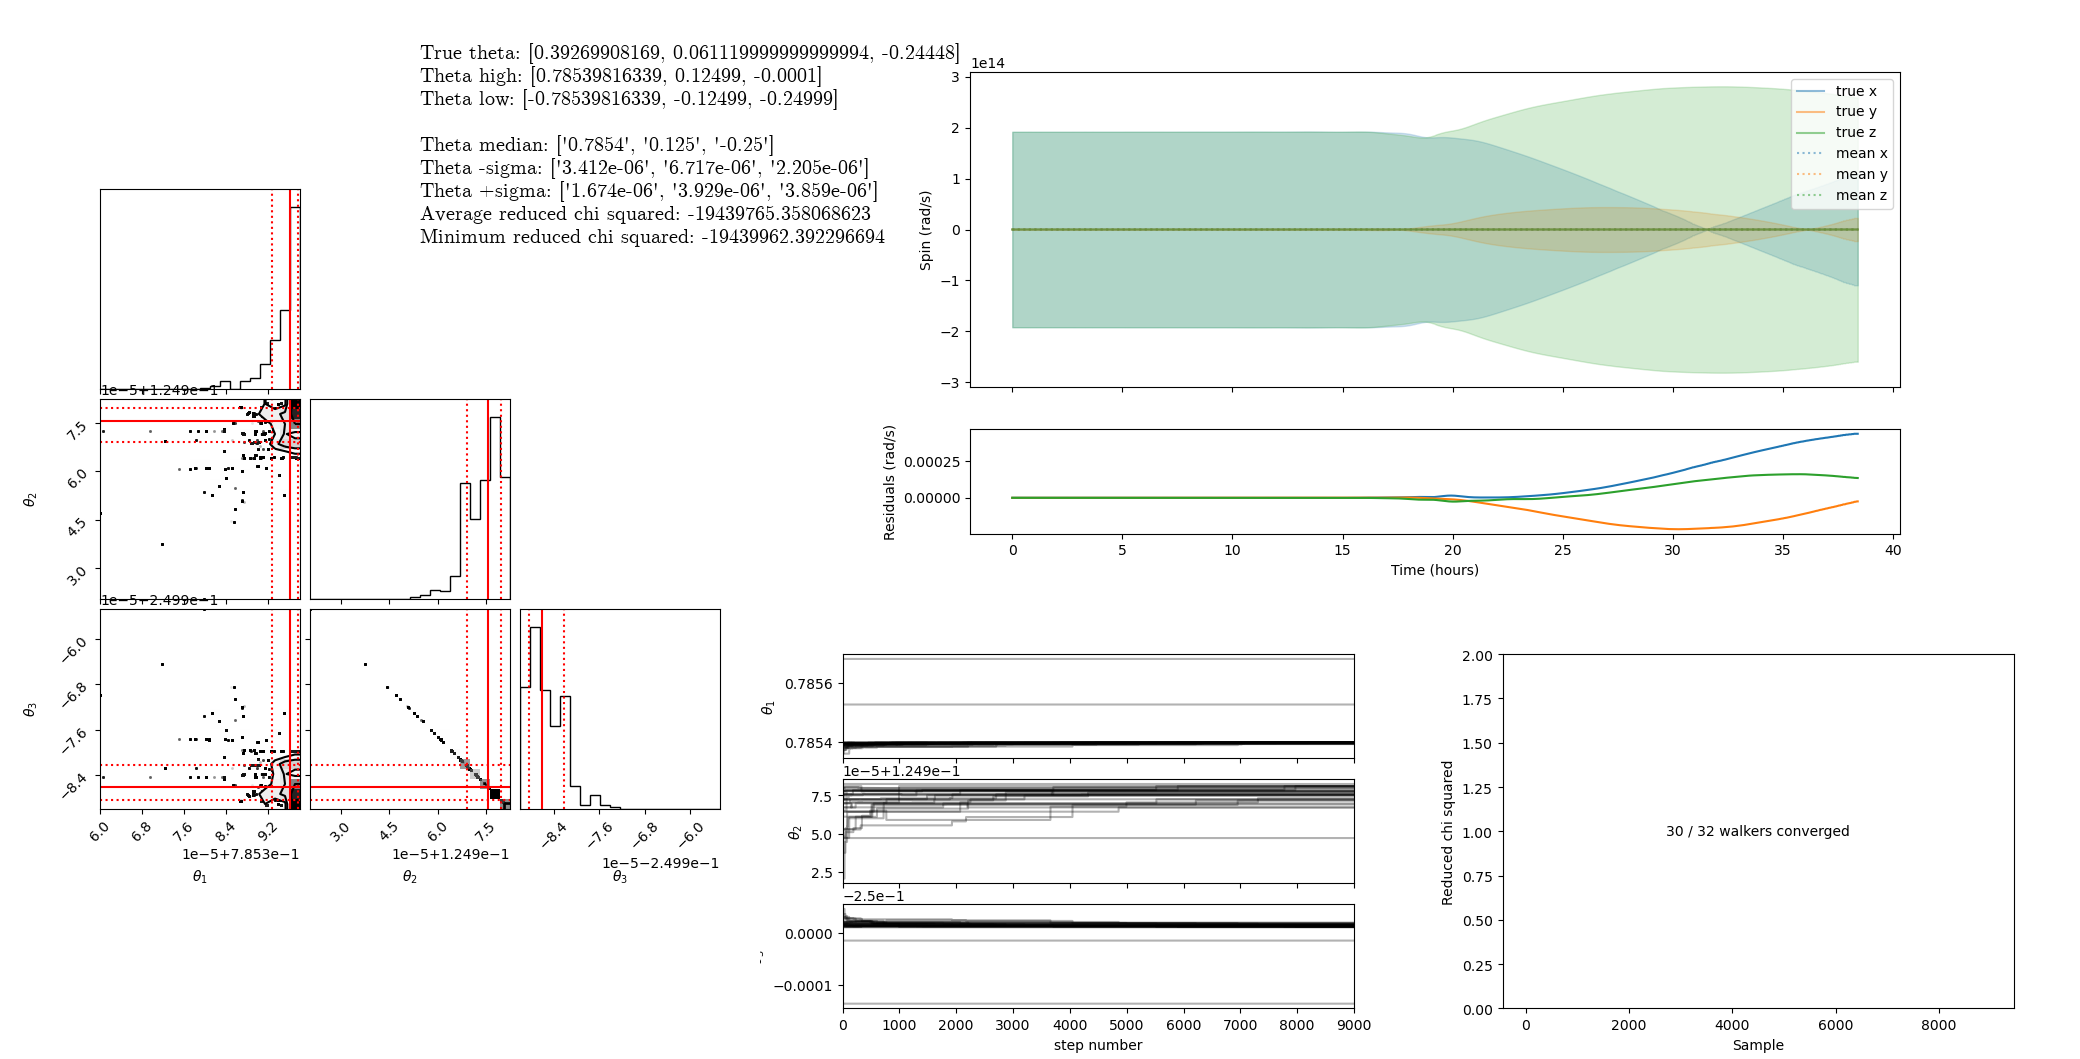 True theta: [0.39269908169, 0.061119999999999994, -0.24448]
Theta high: [0.78539816339, 0.12499, -0.0001]
Theta low: [-0.78539816339, -0.12499, -0.24999]
Theta median: ['0.7854', '0.125', '-0.25']
Theta -sigma: ['3.412e-06', '6.717e-06', '2.205e-06']
Theta +sigma: ['1.674e-06', '3.929e-06', '3.859e-06']
Average reduced chi squared: -19439765.358068623
Minimum reduced chi squared: -19439962.392296694
1e14
3
2
1
0
−1
−2
−3
Spin (rad/s)
true x
true y
true z
mean x
mean y
mean z
0.00025
0.00000
Residuals (rad/s)
0 5 10 15 20 25 30 35 40
Time (hours)
1e−5+1.249e−1
7.5
6.0
4.5
3.0
θ2
1e−5−2.499e−1
−6.0
−6.8
−7.6
−8.4
θ3
6.0 6.8 7.6 8.4 9.2
1e−5+7.853e−1
θ1
3.0 4.5 6.0 7.5
1e−5+1.249e−1
θ2
−8.4 −7.6 −6.8 −6.0
1e−5−2.499e−1
θ3
0.7856
0.7854
θ1
1e−5+1.249e−1
7.5
5.0
2.5
θ2
−2.5e−1
0.0000
−0.0001
0 1000 2000 3000 4000 5000 6000 7000 8000 9000
step number
2.00
1.75
1.50
1.25
1.00
0.75
0.50
0.25
0.00
Reduced chi squared
30 / 32 walkers converged
0 2000 4000 6000 8000
Sample